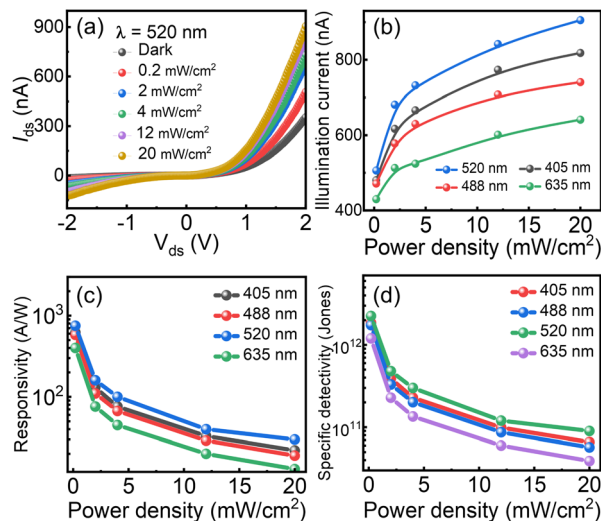 (a)
λ = 520 nm
Dark
0.2 mW/cm²
2 mW/cm²
4 mW/cm²
12 mW/cm²
20 mW/cm²
900
600
300
0
I_ds (nA)
-2 -1 0 1 2
V_ds (V)
(b)
800
600
400
Illumination current (nA)
520 nm 405 nm
488 nm 635 nm
0 5 10 15 20
Power density (mW/cm²)
(c)
405 nm
488 nm
520 nm
635 nm
10³
10²
Responsivity (A/W)
0 5 10 15 20
Power density (mW/cm²)
(d)
405 nm
488 nm
520 nm
635 nm
10¹²
10¹¹
Specific detectivity (Jones)
0 5 10 15 20
Power density (mW/cm²)